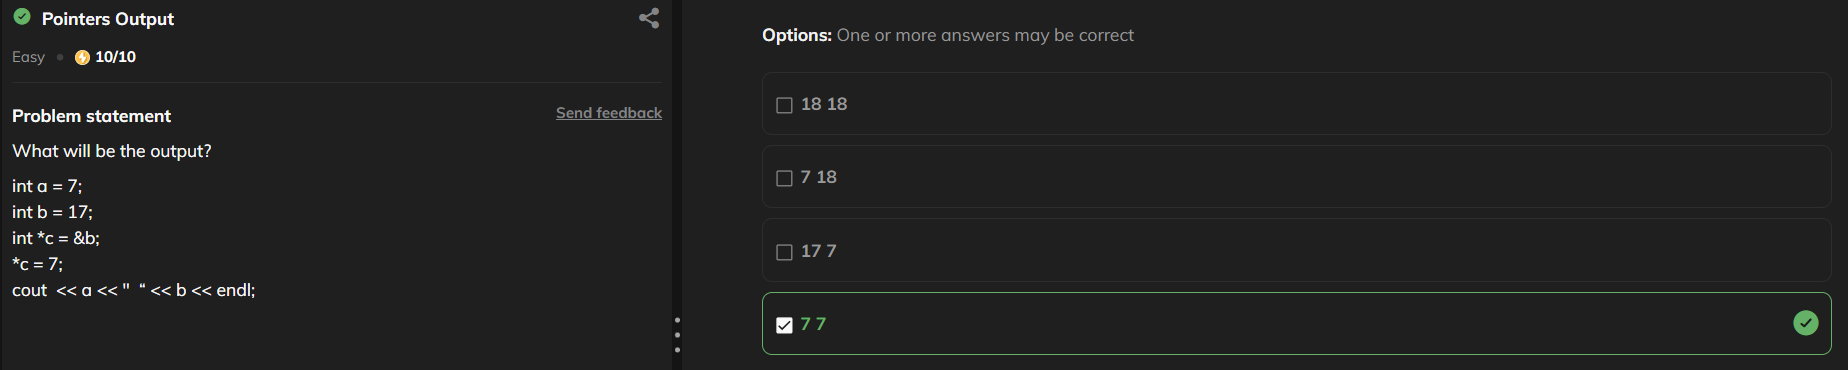 Pointers Output
Easy • 10/10
Problem statement
Send feedback
What will be the output?
int a = 7;
int b = 17;
int *c = &b;
*c = 7;
cout  << a << "  “ << b << endl;
Options: One or more answers may be correct
18 18
7 18
17 7
7 7